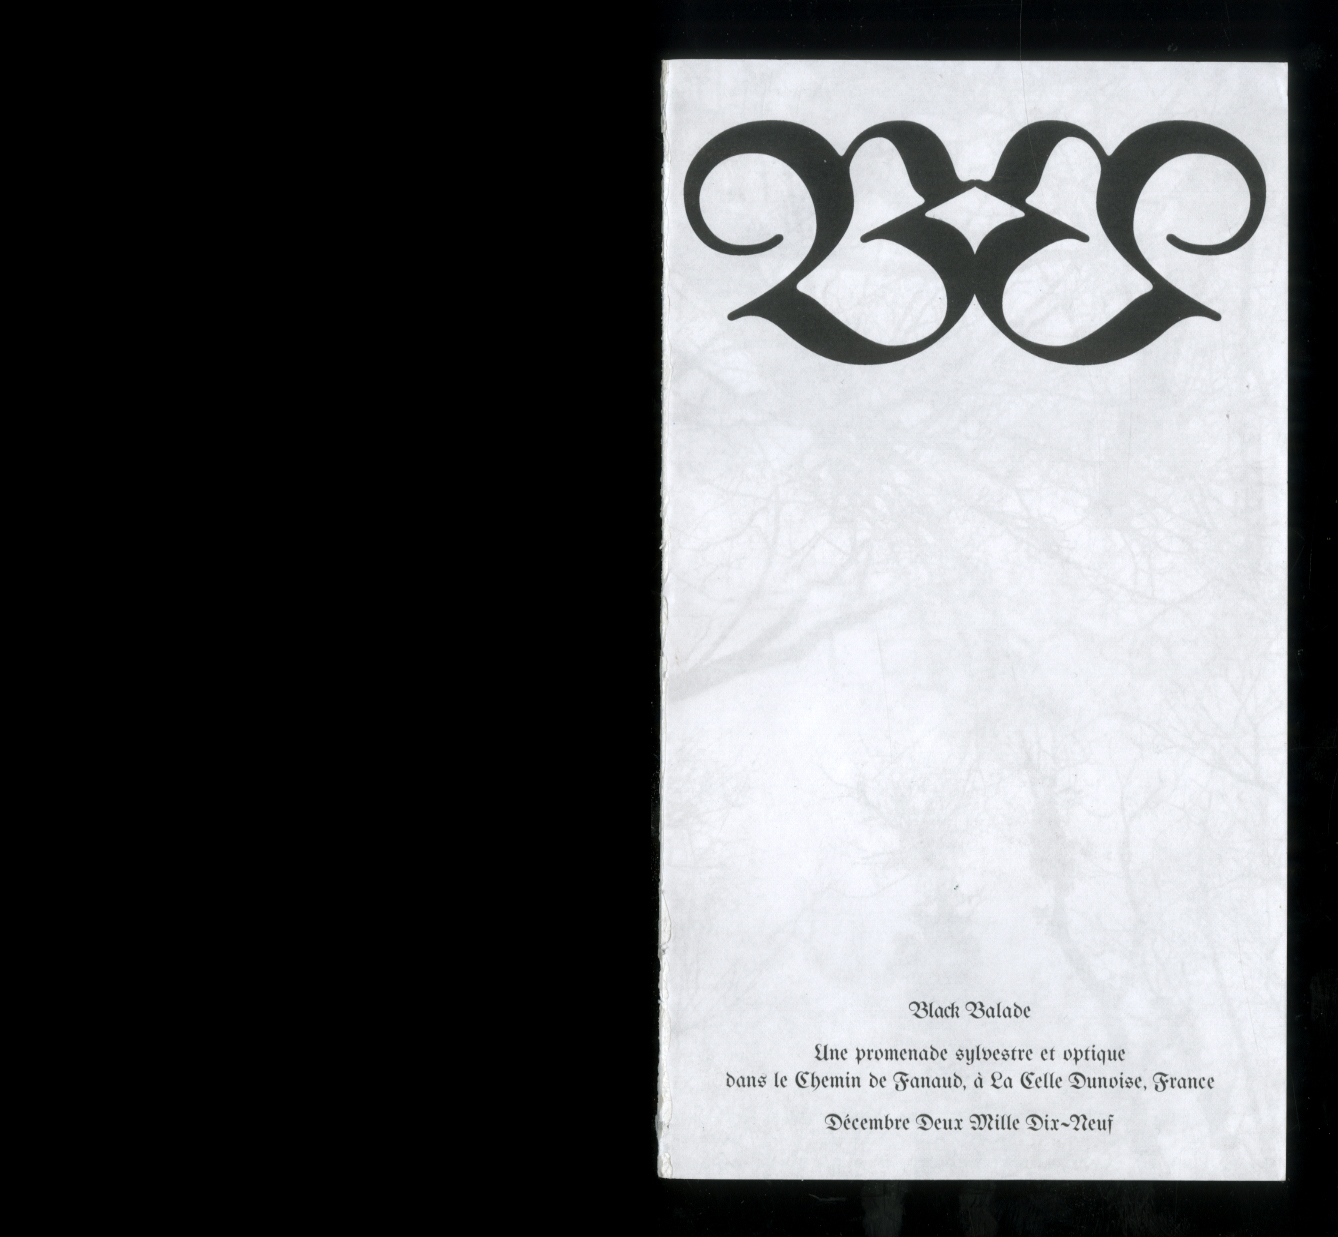 Black Balade
Une promenade sylvestre et optique
dans le Chemin de Fanaud, à La Celle Dunoise, France
Décembre Deux Mille Dix~Neuf